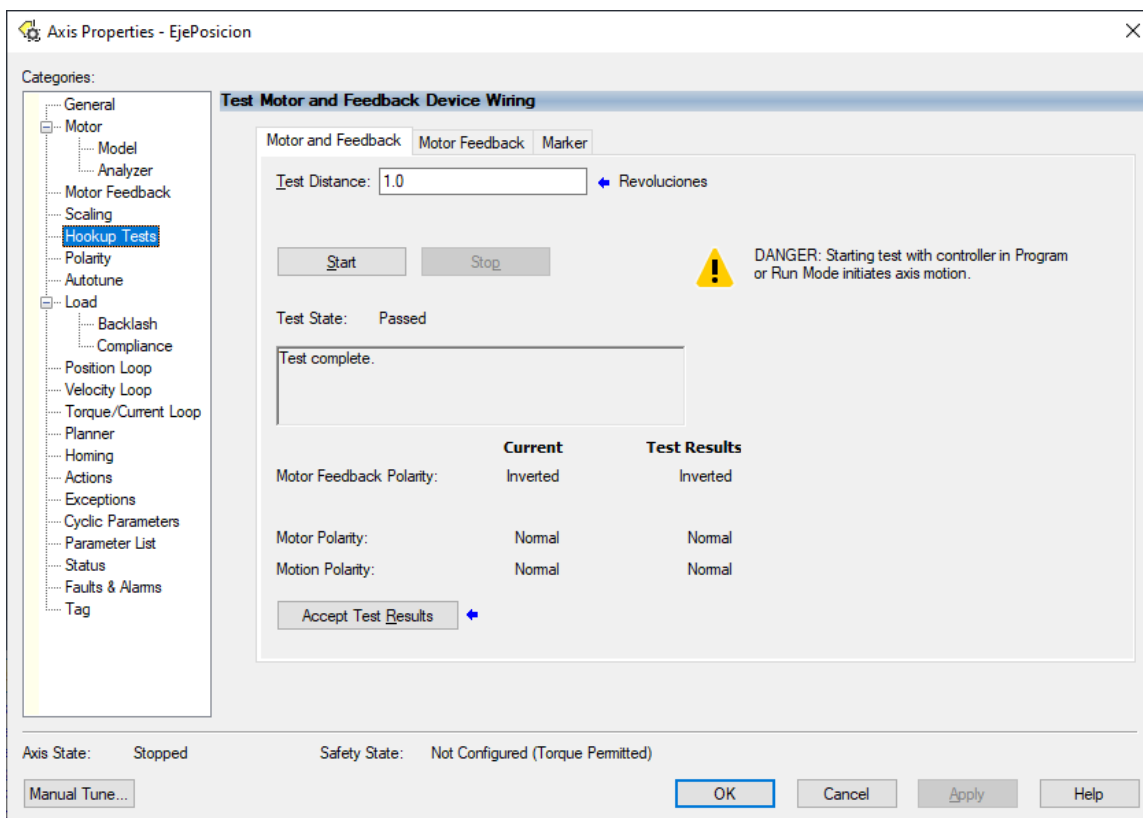 Axis Properties - EjePosicion
Categories:
General
Motor
Model
Analyzer
Motor Feedback
Scaling
Hookup Tests
Polarity
Autotune
Load
Backlash
Compliance
Position Loop
Velocity Loop
Torque/Current Loop
Planner
Homing
Actions
Exceptions
Cyclic Parameters
Parameter List
Status
Faults & Alarms
Tag
Test Motor and Feedback Device Wiring
Motor and Feedback Motor Feedback Marker
Test Distance: 1.0 Revoluciones
Start Stop
DANGER: Starting test with controller in Program
or Run Mode initiates axis motion.
Test State: Passed
Test complete.
Current Test Results
Motor Feedback Polarity: Inverted Inverted
Motor Polarity: Normal Normal
Motion Polarity: Normal Normal
Accept Test Results
Axis State: Stopped Safety State: Not Configured (Torque Permitted)
Manual Tune... OK Cancel Apply Help